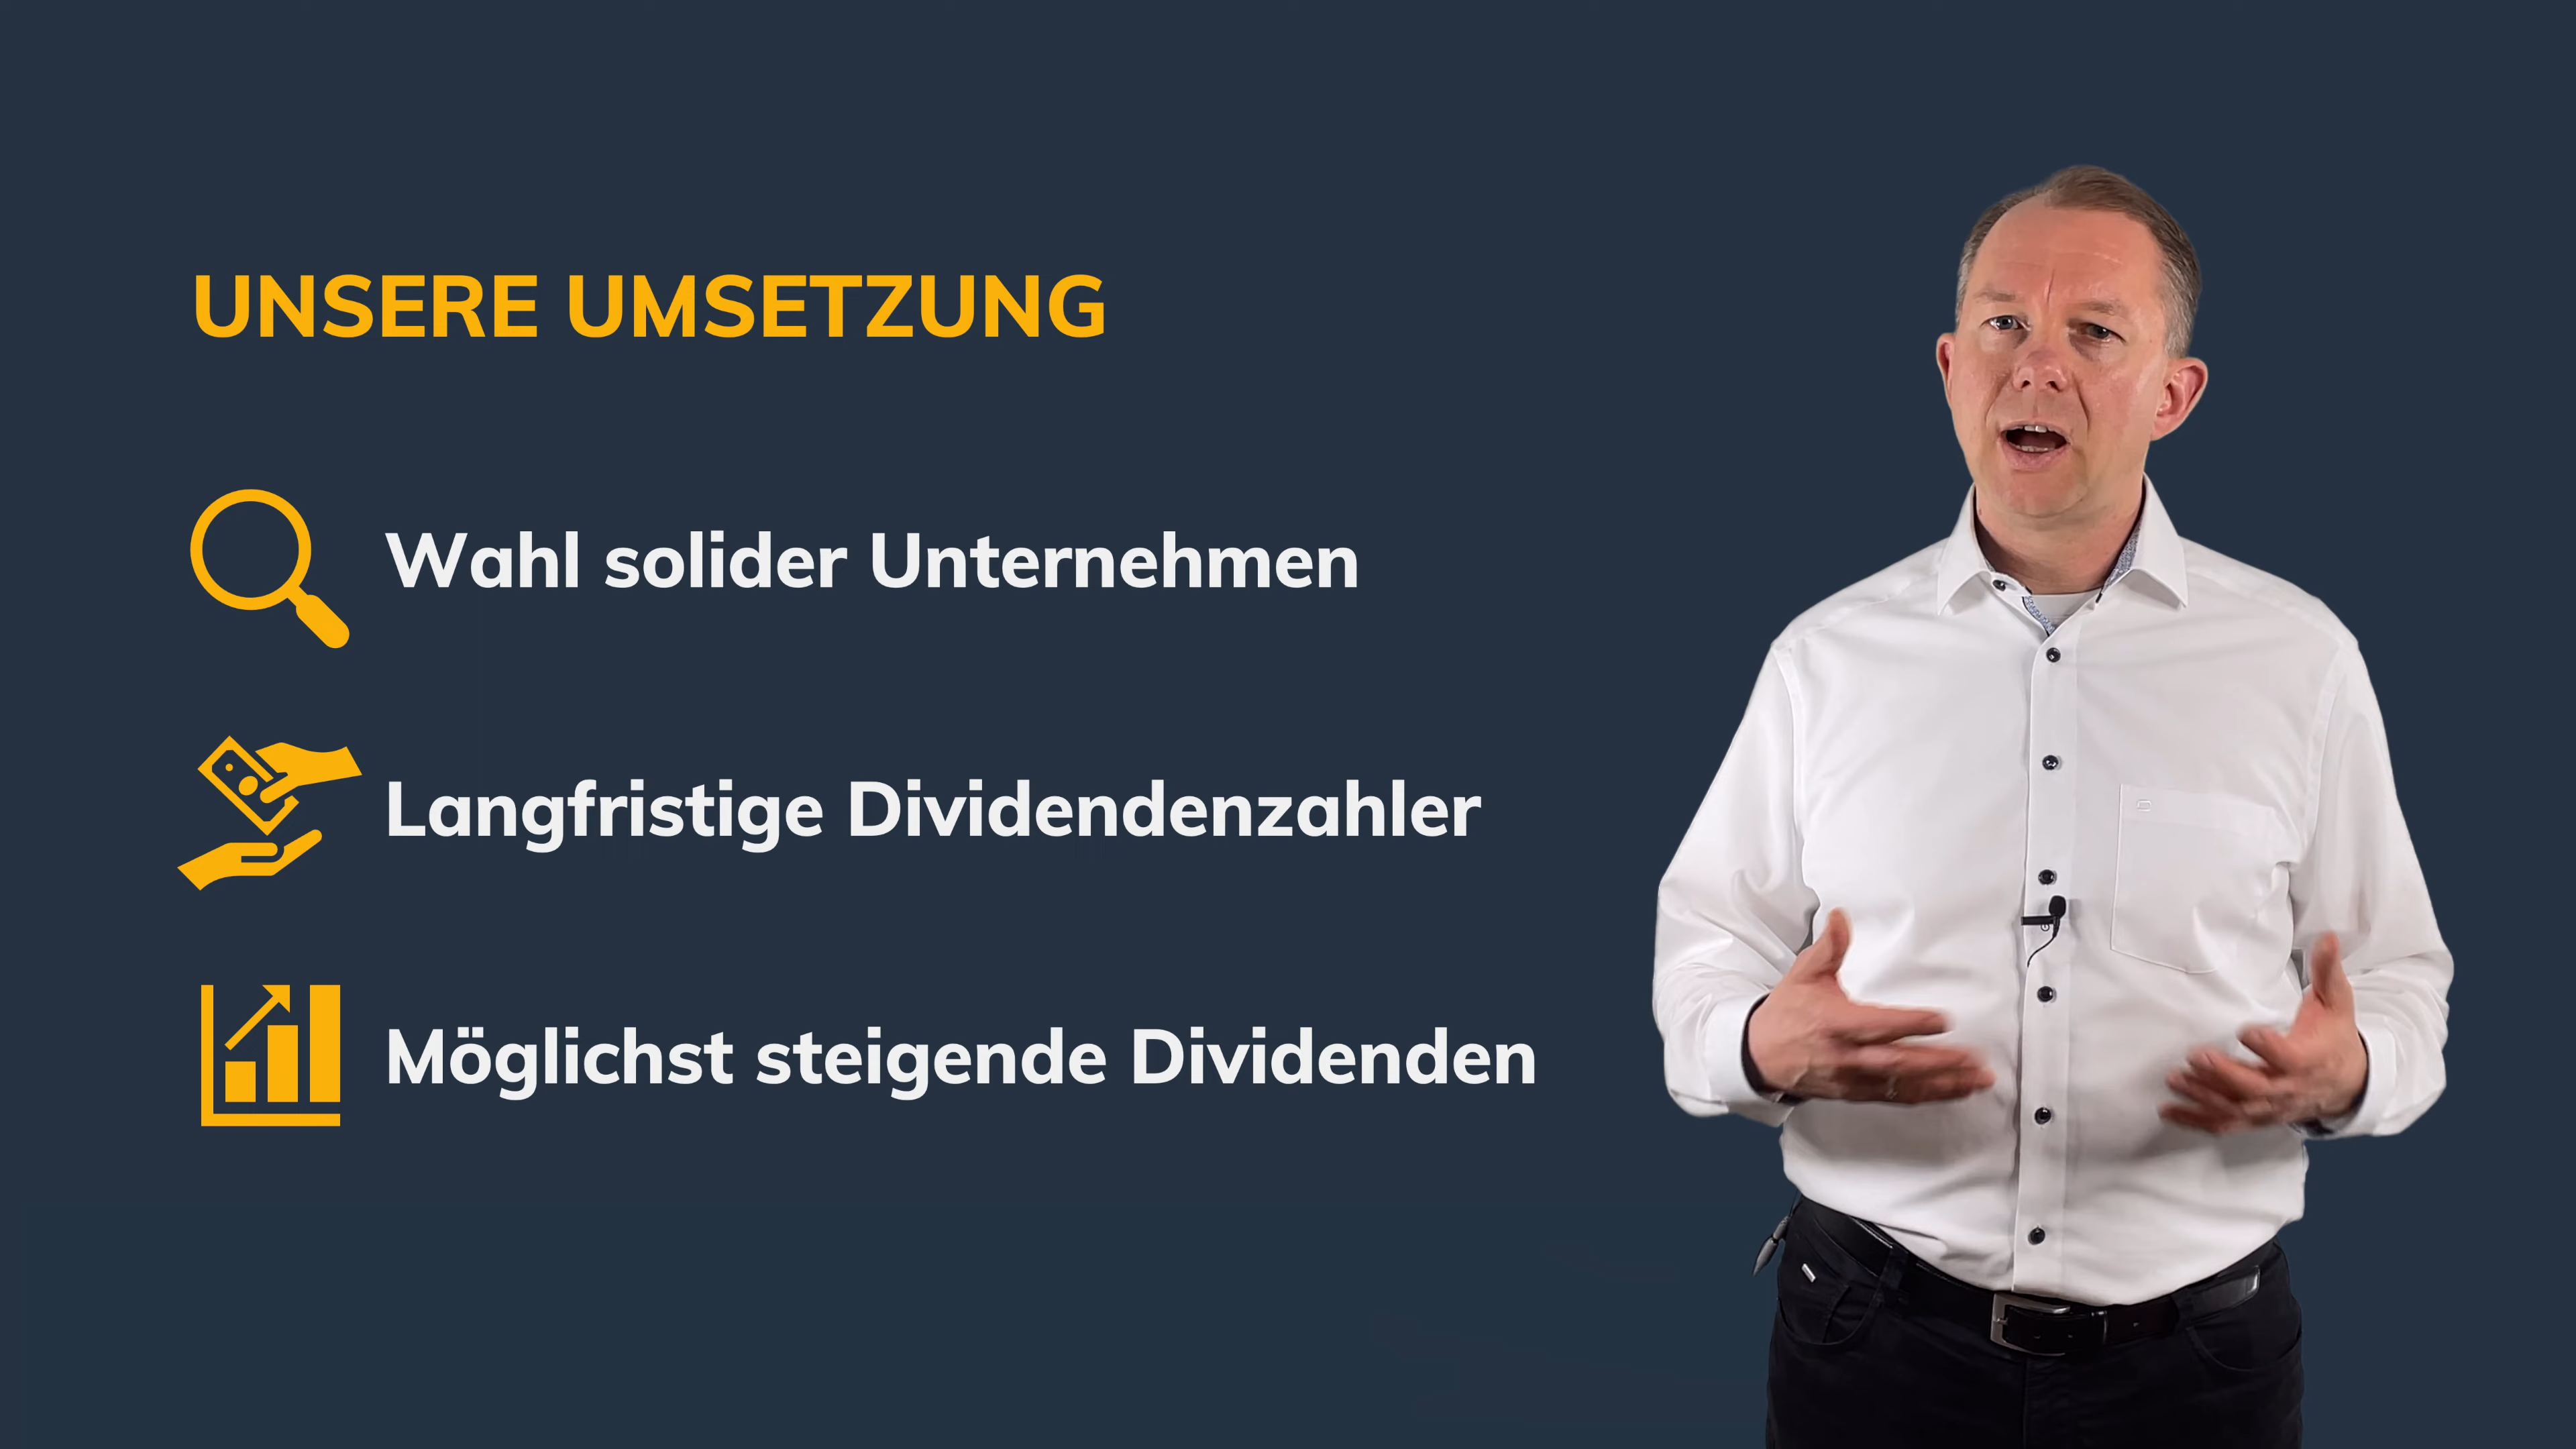 UNSERE UMSETZUNG
Wahl solider Unternehmen
Langfristige Dividendenzahler
Möglichst steigende Dividenden